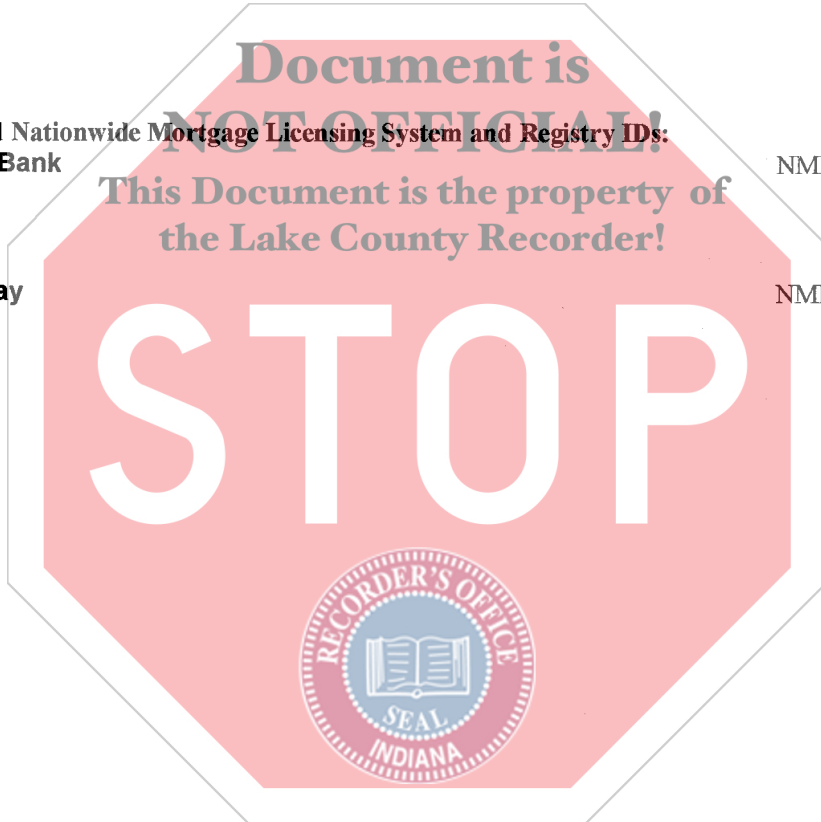 Document is
Nationwide Mortgage Licensing System and Registry IDs:
NOT OFFICIAL!
Bank NM
This Document is the property of
the Lake County Recorder!
ay NM
STOP
RECORDER'S OFFICE
SEAL
INDIANA